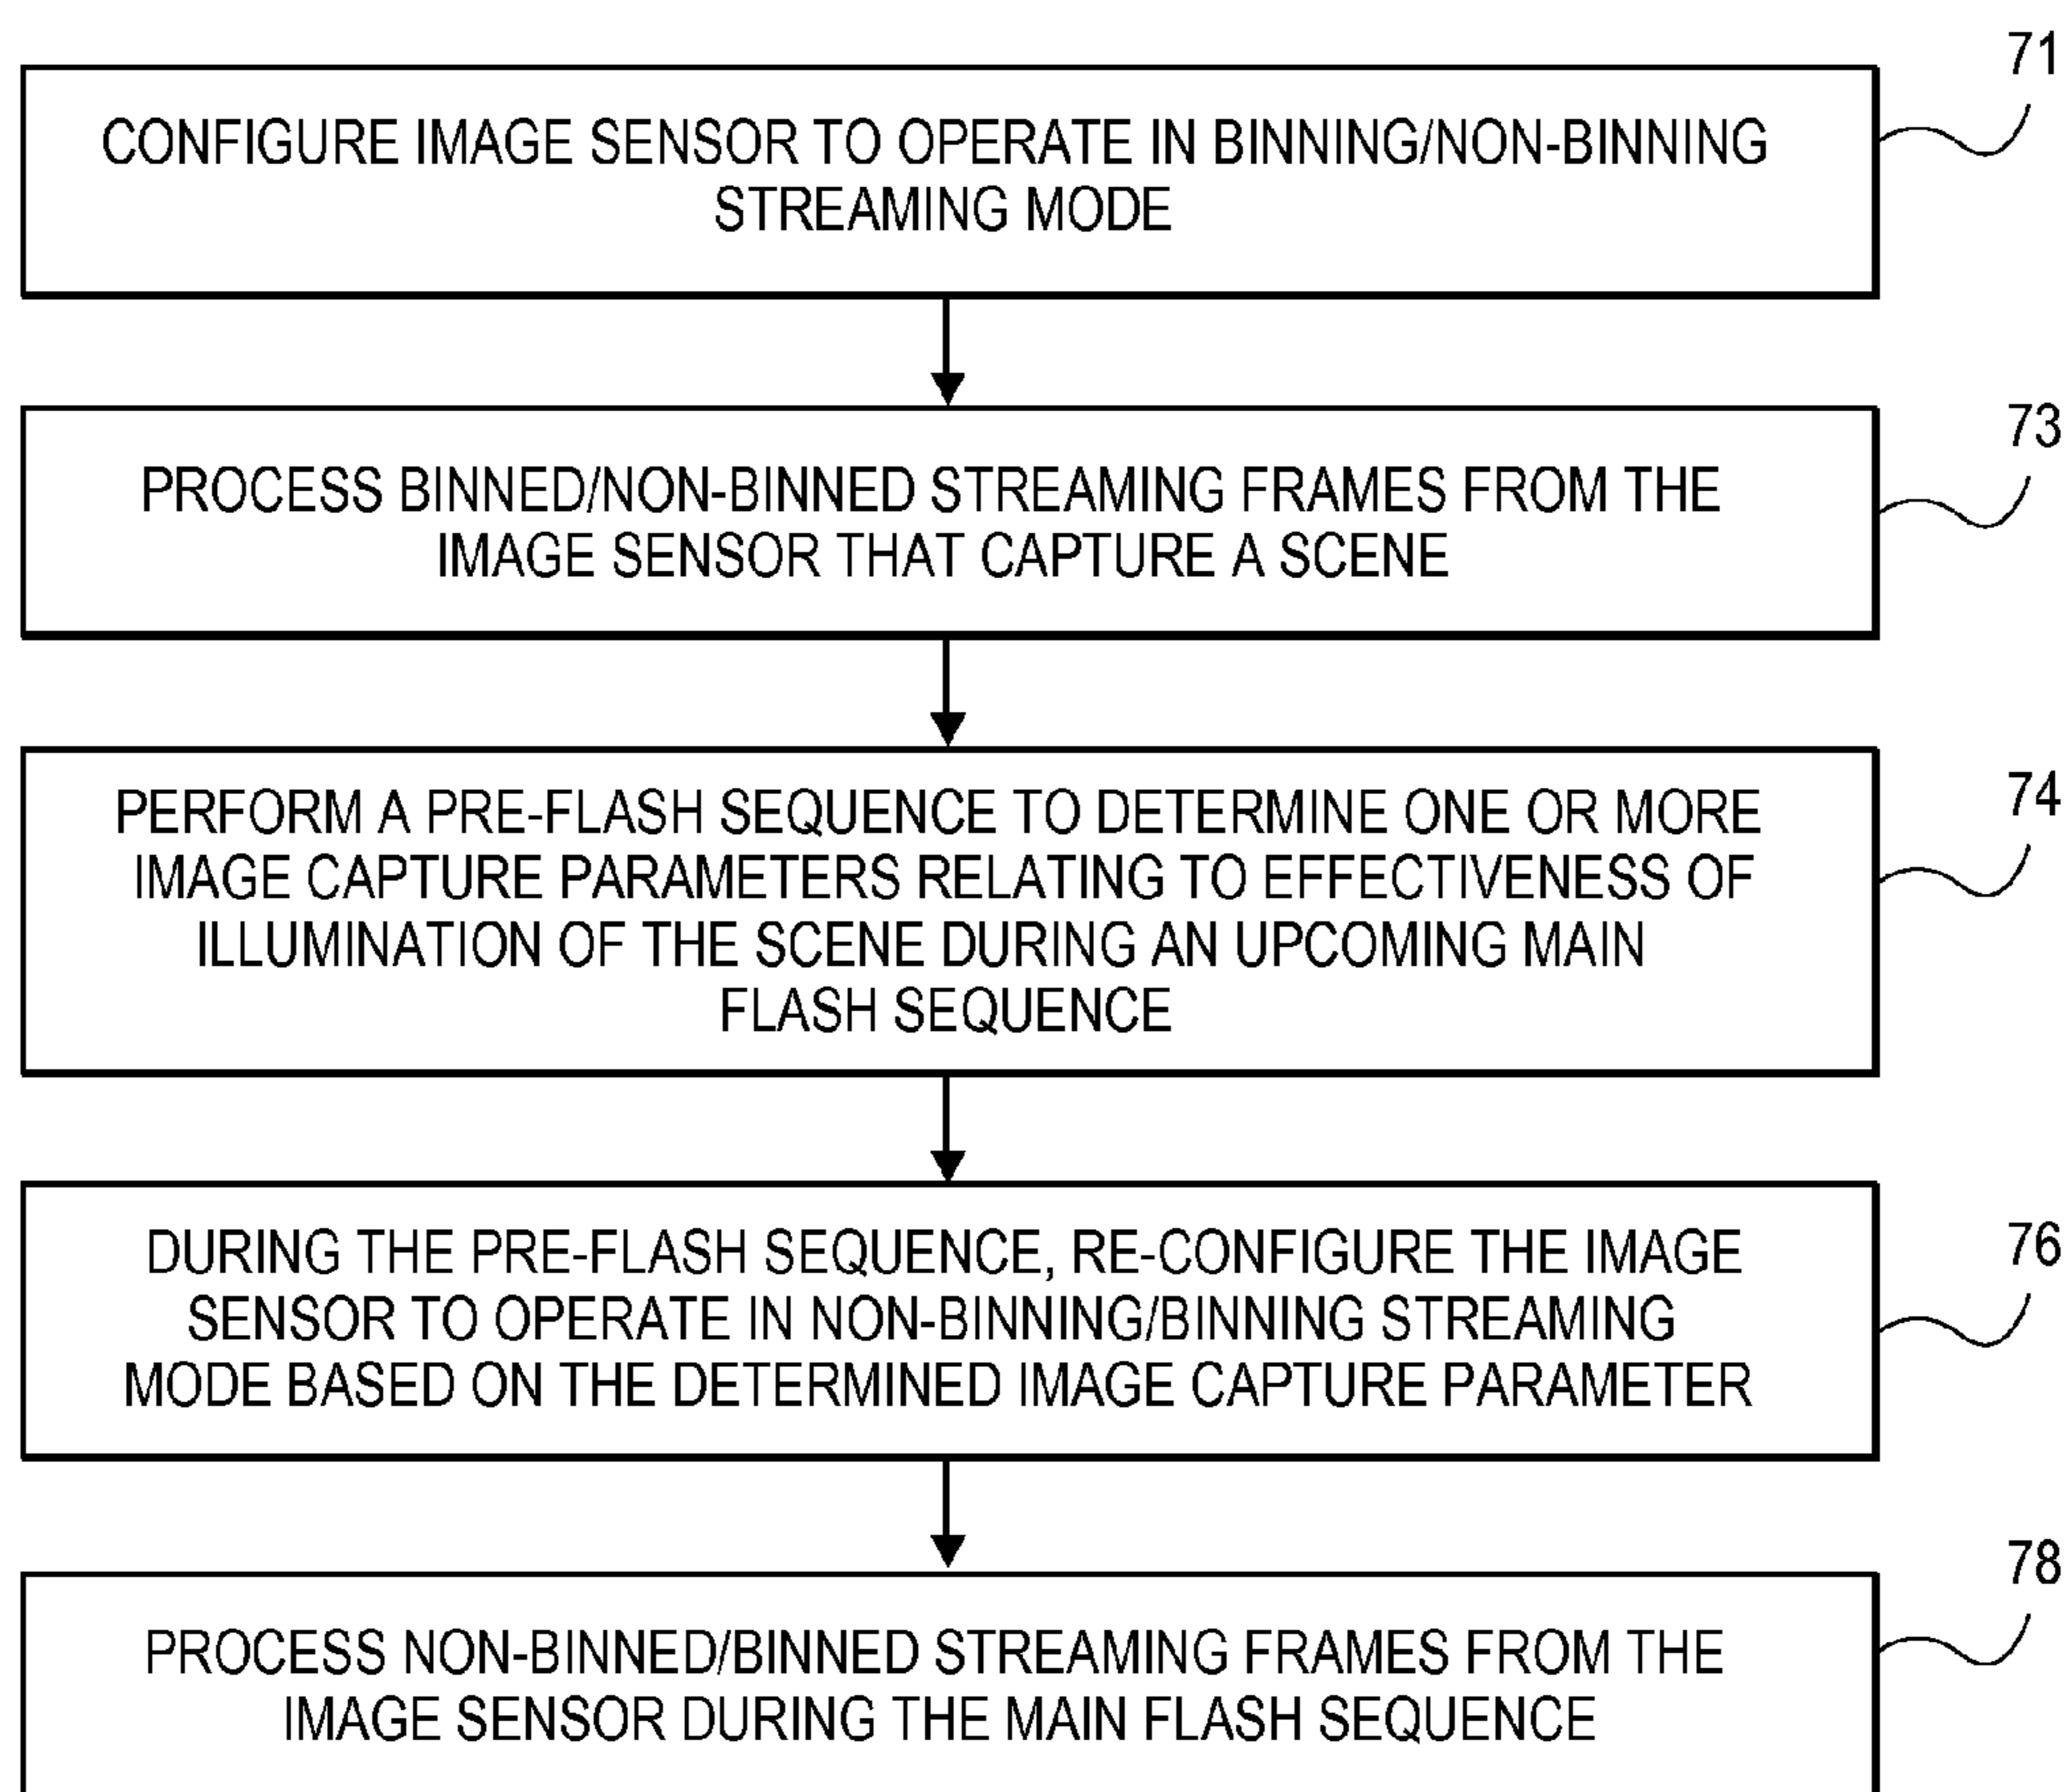 71
CONFIGURE IMAGE SENSOR TO OPERATE IN BINNING/NON-BINNING
STREAMING MODE
73
PROCESS BINNED/NON-BINNED STREAMING FRAMES FROM THE
IMAGE SENSOR THAT CAPTURE A SCENE
74
PERFORM A PRE-FLASH SEQUENCE TO DETERMINE ONE OR MORE
IMAGE CAPTURE PARAMETERS RELATING TO EFFECTIVENESS OF
ILLUMINATION OF THE SCENE DURING AN UPCOMING MAIN
FLASH SEQUENCE
76
DURING THE PRE-FLASH SEQUENCE, RE-CONFIGURE THE IMAGE
SENSOR TO OPERATE IN NON-BINNING/BINNING STREAMING
MODE BASED ON THE DETERMINED IMAGE CAPTURE PARAMETER
78
PROCESS NON-BINNED/BINNED STREAMING FRAMES FROM THE
IMAGE SENSOR DURING THE MAIN FLASH SEQUENCE